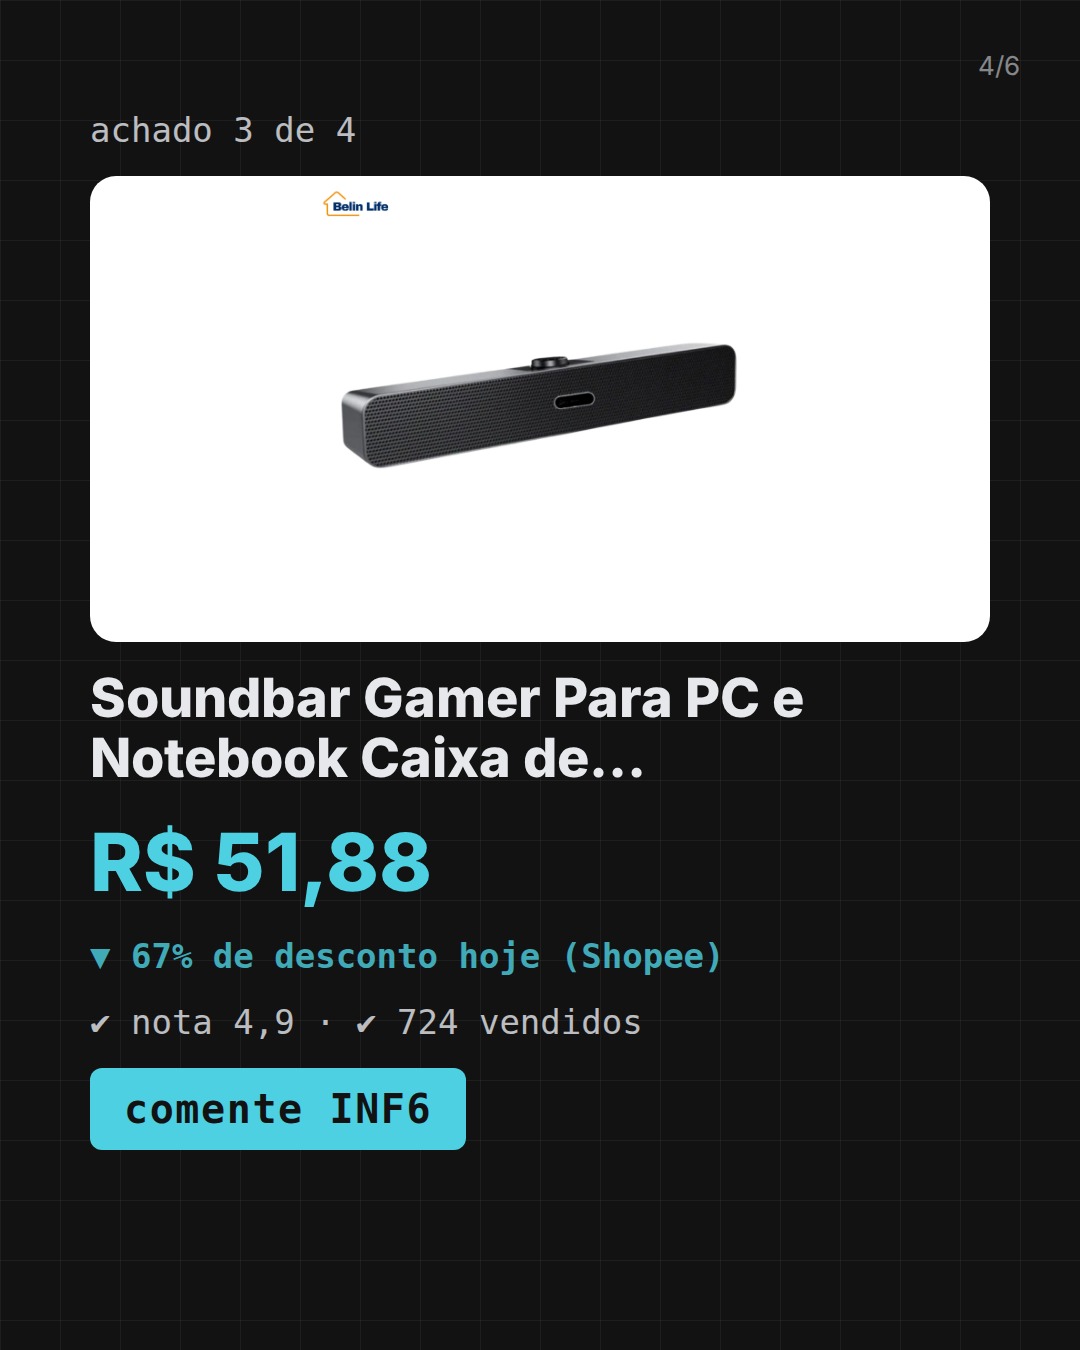 4/6
achado 3 de 4
Belin Life
Soundbar Gamer Para PC e
Notebook Caixa de...
R$ 51,88
▼ 67% de desconto hoje (Shopee)
✔ nota 4,9 · ✔ 724 vendidos
comente INF6